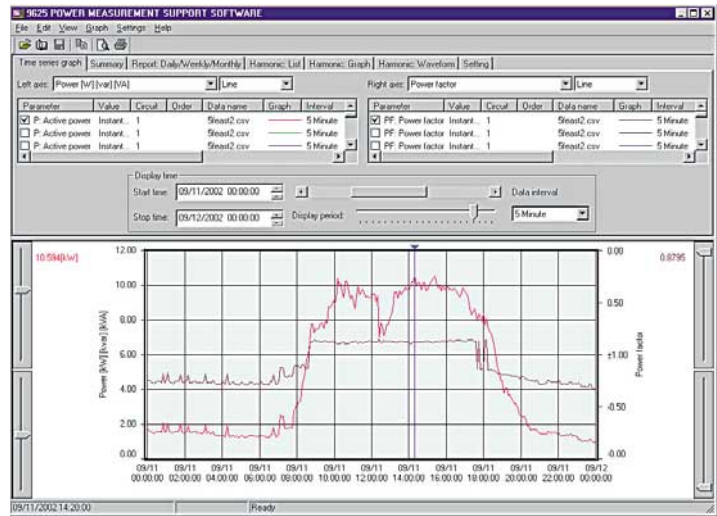 9625 POWER MEASUREMENT SUPPORT SOFTWARE
File Edit View Graph Settings Help
Time series graph Summary Report: Daily/Weekly/Monthly Harmonic: List Harmonic: Graph Harmonic: Waveform Setting
Left axis: Power [W] [var] [VA] Line Right axis: Power factor Line
Parameter Value Circuit Order Data name Graph Interval Parameter Value Circuit Order Data name Graph Interval
P: Active power Instant... 1 5least2.csv 5 Minute PF: Power factor Instant... 1 5least2.csv 5 Minute
P: Active power Instant... 1 5least2.csv 5 Minute PF: Power factor Instant... 1 5least2.csv 5 Minute
P: Active power Instant... 1 5least2.csv 5 Minute PF: Power factor Instant... 1 5least2.csv 5 Minute
Display time
Start time: 09/11/2002 00:00:00 Data interval
Stop time: 09/12/2002 00:00:00 Display period: 5 Minute
10.594[kW] 12.00 0.00 0.8795
10.00
0.50
8.00
Power [kW] [kvar] [kVA]
6.00 ±1.00
Power factor
4.00
-0.50
2.00
0.00 -0.00
09/11 09/11 09/11 09/11 09/11 09/11 09/11 09/11 09/11 09/11 09/11 09/11 09/12
00:00:00 02:00:00 04:00:00 06:00:00 08:00:00 10:00:00 12:00:00 14:00:00 16:00:00 18:00:00 20:00:00 22:00:00 00:00:00
09/11/2002 14:20:00 Ready